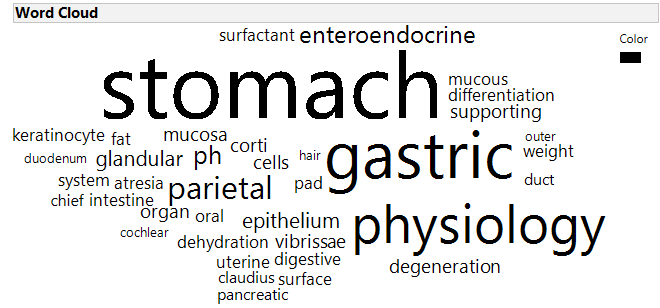 Word Cloud
Color
surfactant enteroendocrine
stomach
mucous
differentiation
supporting
keratinocyte fat mucosa
corti
gastric
outer
weight
duodenum glandular ph cells hair
system atresia parietal pad
duct
chief intestine
organ oral epithelium physiology
cochlear dehydration vibrissae
uterine digestive
degeneration
claudius surface
pancreatic